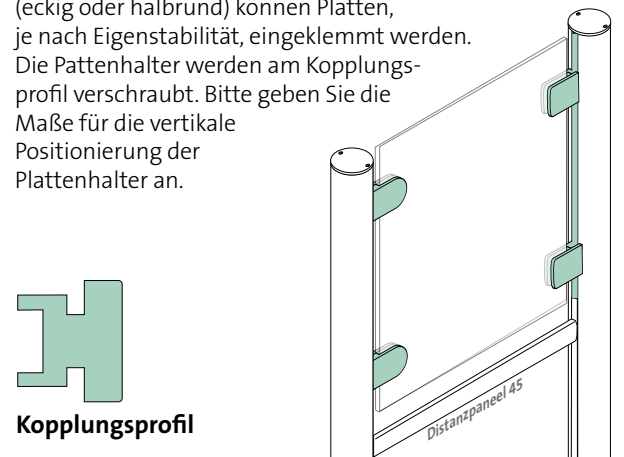 (eckig oder halbrund) können Platten,
je nach Eigenstabilität, eingeklemmt werden.
Die Pattenhalter werden am Kopplungs-
profil verschraubt. Bitte geben Sie die
Maße für die vertikale
Positionierung der
Plattenhalter an.
Kopplungsprofil
Distanzpaneel 45